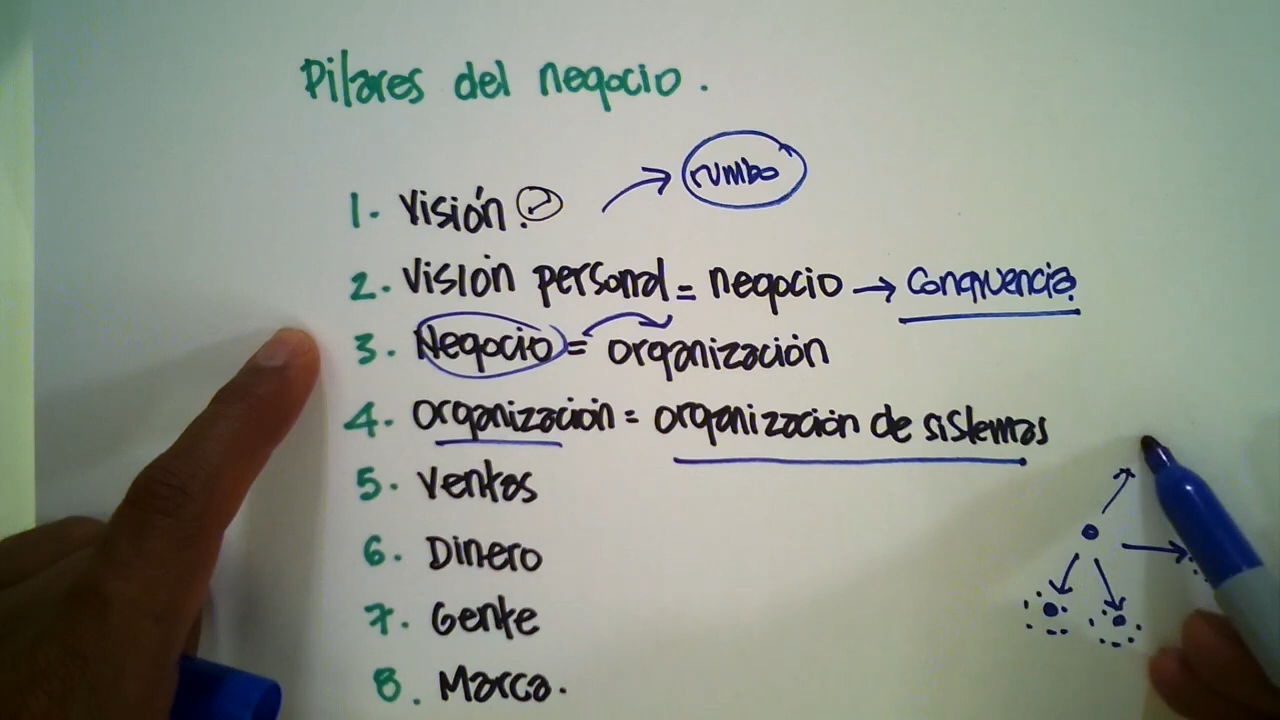 Pilares del negocio.
1. Visión. → rumbo
2. Visión personal = negocio → Congruencia.
3. Negocio = organización
4. organización = organización de sistemas
5. Ventas
6. Dinero
7. Gente
8. Marca.